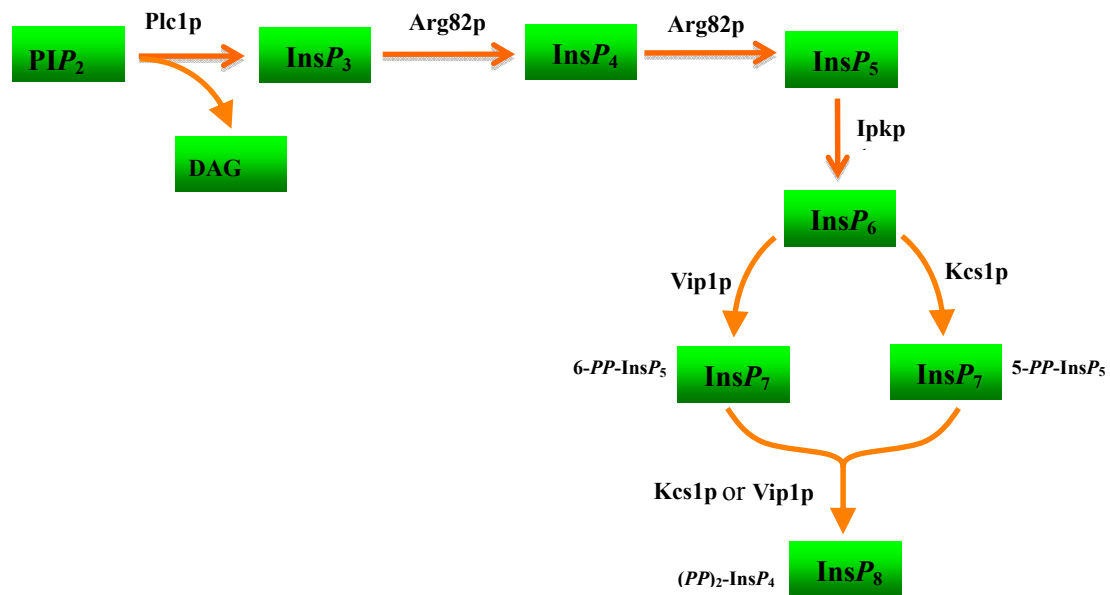 Plc1p
PIP₂
InsP₃
Arg82p
InsP₄
Arg82p
InsP₅
DAG
Ipkp
InsP₆
Vip1p
Kcs1p
6-PP-InsP₅
InsP₇
InsP₇
5-PP-InsP₅
Kcs1p or Vip1p
(PP)₂-InsP₄
InsP₈